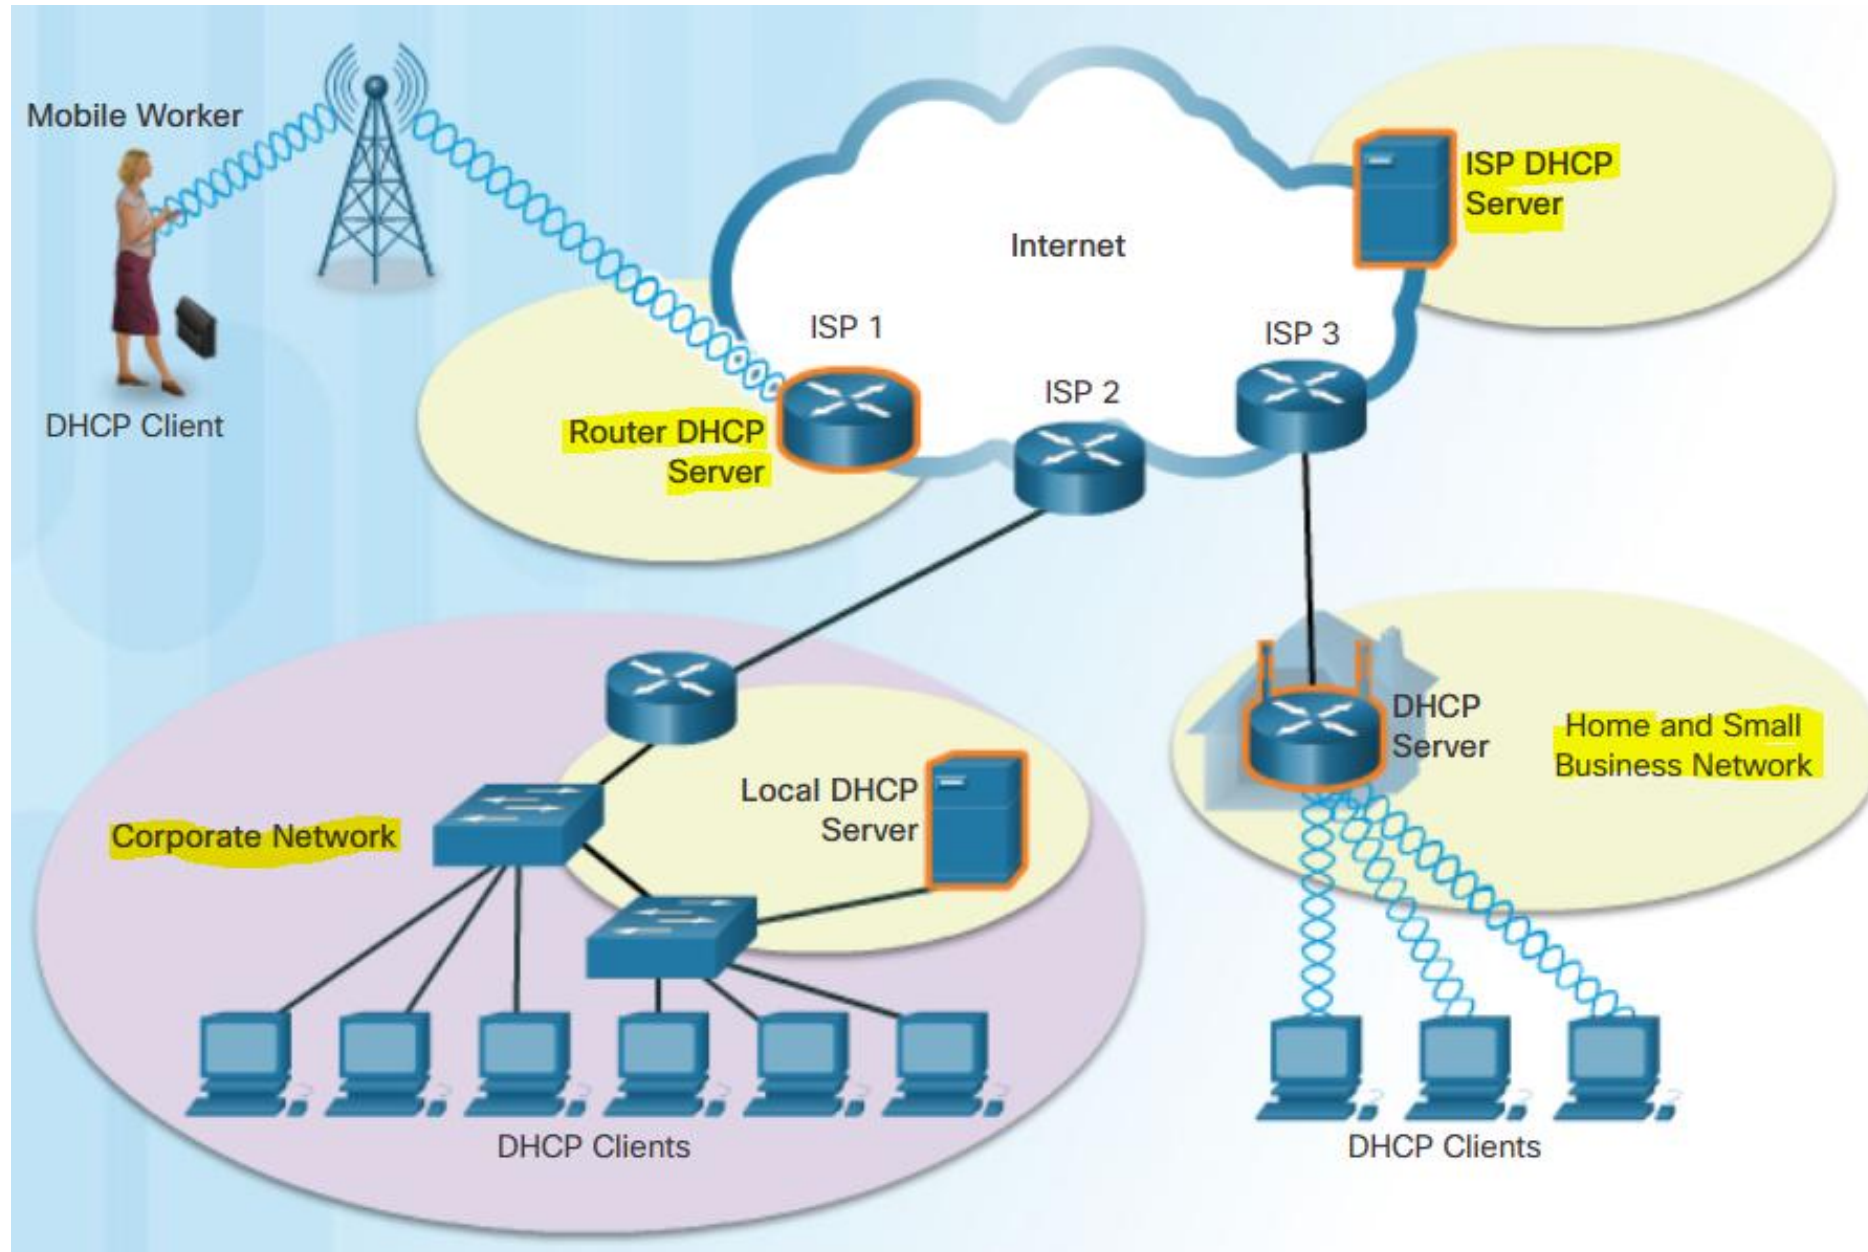 Mobile Worker
DHCP Client
Internet
ISP DHCP
Server
ISP 1
ISP 2
ISP 3
Router DHCP
Server
Corporate Network
Local DHCP
Server
DHCP Clients
DHCP
Server
Home and Small
Business Network
DHCP Clients